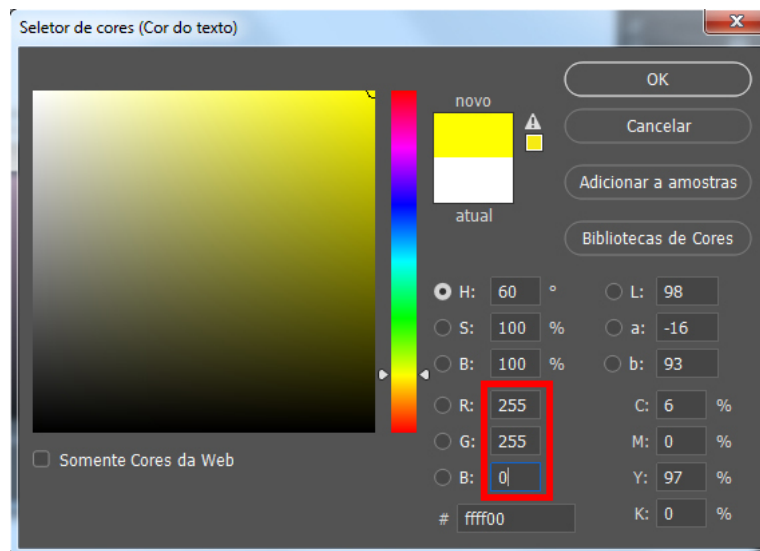 Seletor de cores (Cor do texto)
x
novo
atual
OK
Cancelar
Adicionar a amostras
Bibliotecas de Cores
H: 60 °
L: 98
S: 100 %
a: -16
B: 100 %
b: 93
R: 255
C: 6 %
G: 255
M: 0 %
B: 0
Y: 97 %
# ffff00
K: 0 %
Somente Cores da Web